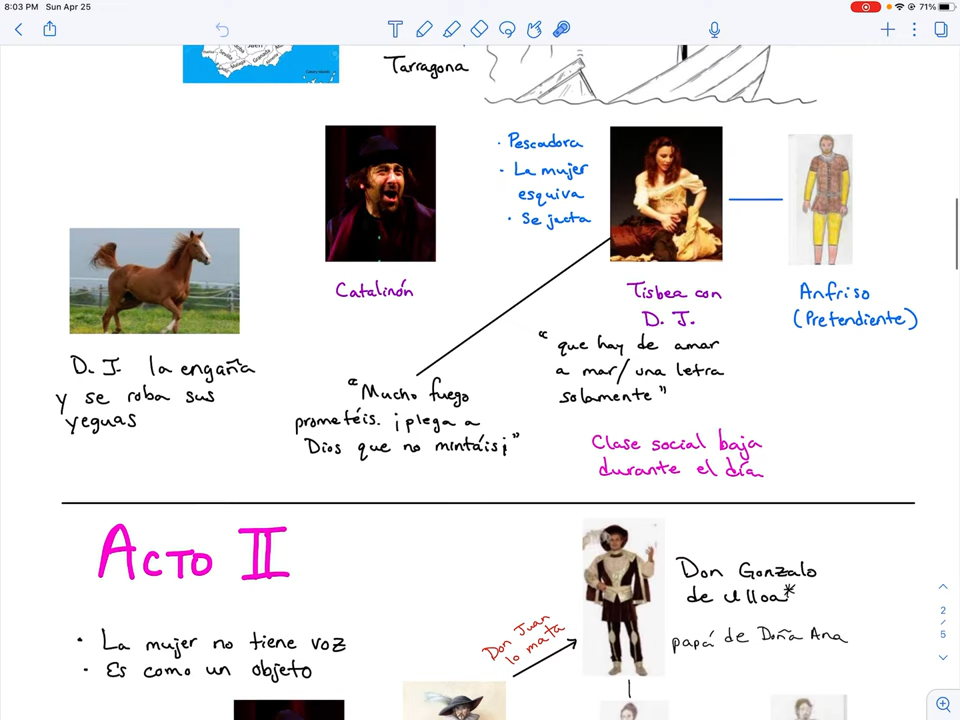 8:03 PM Sun Apr 25
71%
T
Tarragona
· Pescadora
· La mujer
esquiva
· Se jacta
Catalinón
Tisbea con
D. J.
Anfriso
(Pretendiente)
D. J. la engaña
y se roba sus
yeguas
"Mucho fuego
prometéis. ¡plega a
Dios que no mintáis¡"
"que hay de amar
a mar/una letra
solamente"
Clase social baja
durante el día
ACTO II
· La mujer no tiene voz
· Es como un objeto
Don Juan
lo mata
Don Gonzalo
de Ulloa*
papá de Doña Ana
2
/
5